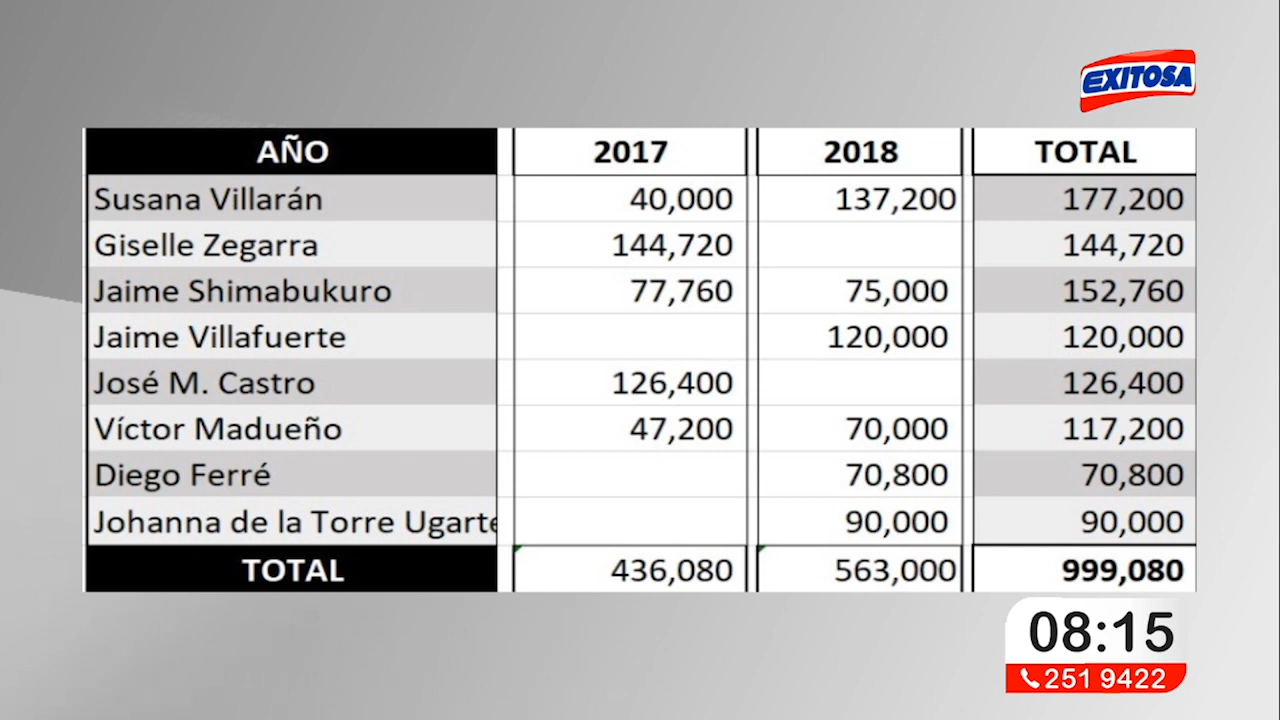 EXITOSA
AÑO 2017 2018 TOTAL
Susana Villarán 40,000 137,200 177,200
Giselle Zegarra 144,720 144,720
Jaime Shimabukuro 77,760 75,000 152,760
Jaime Villafuerte 120,000 120,000
José M. Castro 126,400 126,400
Víctor Madueño 47,200 70,000 117,200
Diego Ferré 70,800 70,800
Johanna de la Torre Ugarte 90,000 90,000
TOTAL 436,080 563,000 999,080
08:15
251 9422